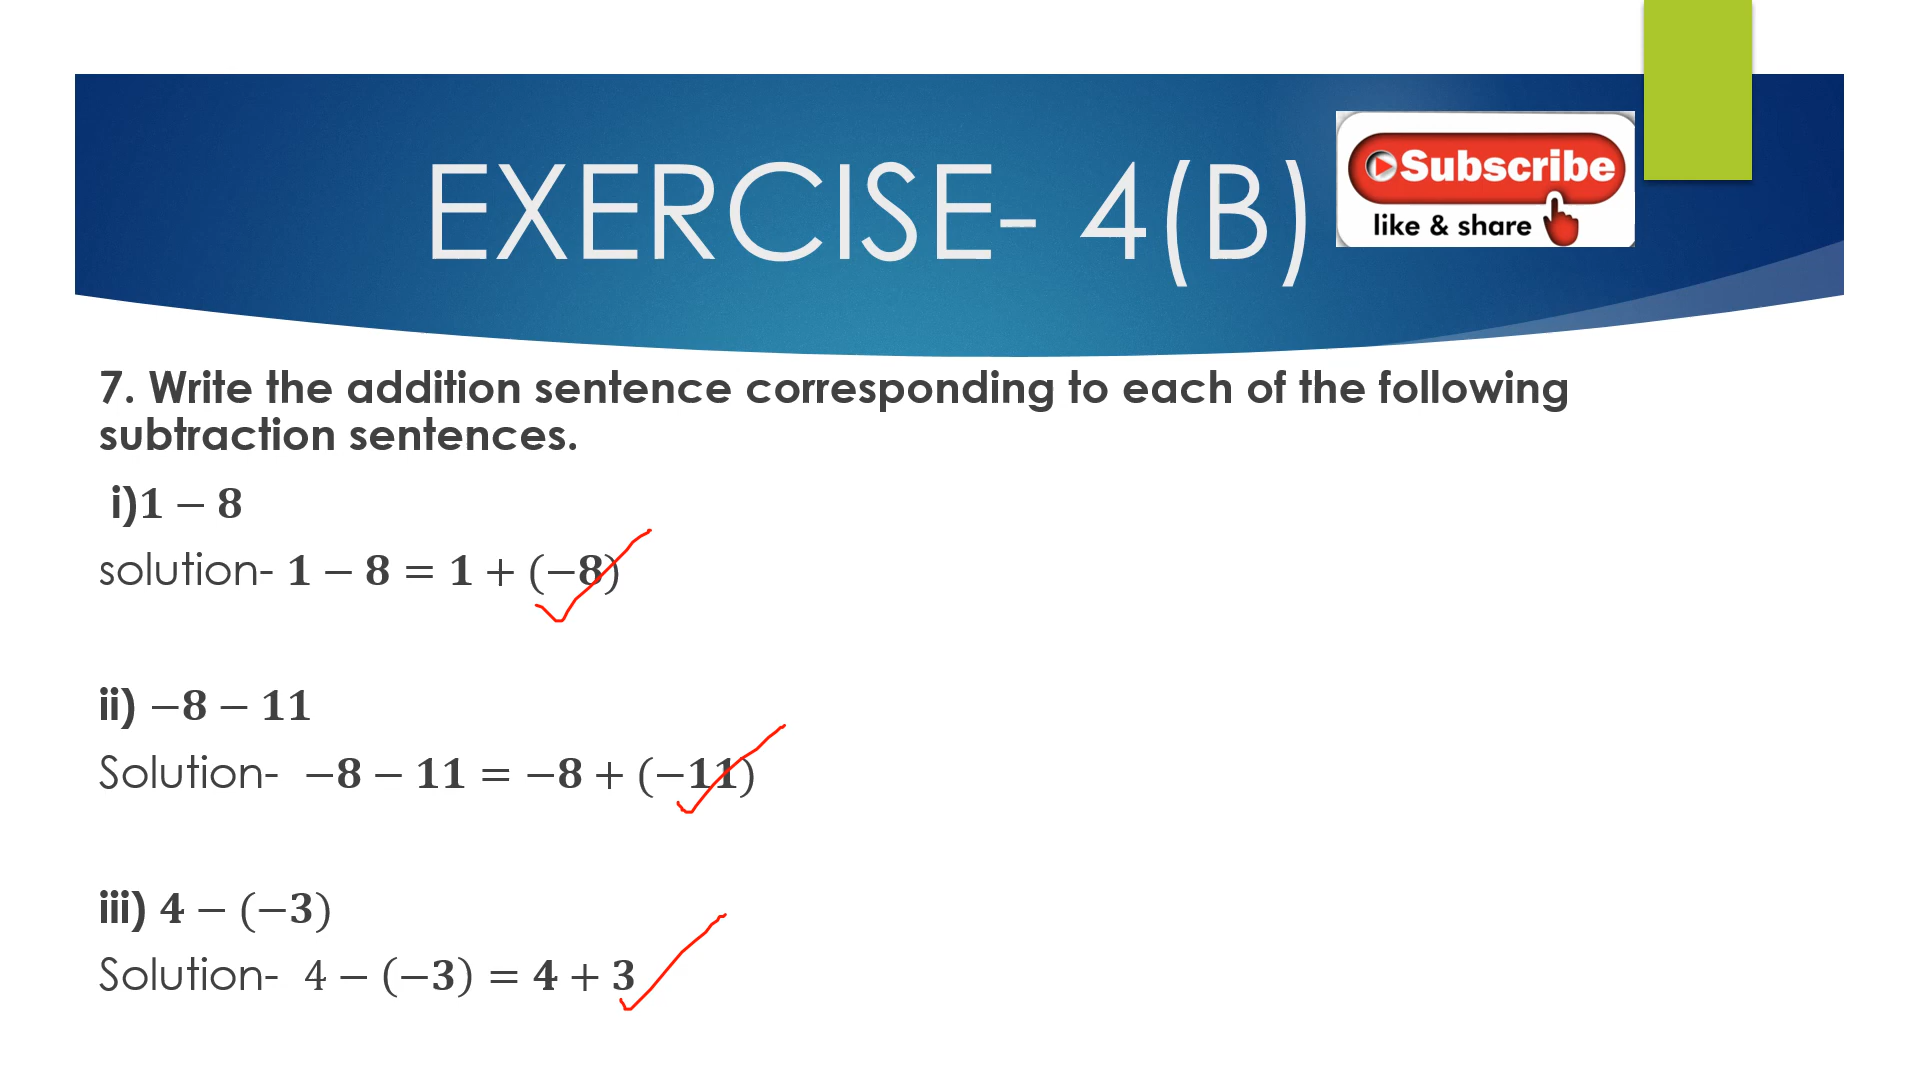 EXERCISE- 4(B)
Subscribe
like & share
7. Write the addition sentence corresponding to each of the following
subtraction sentences.
i)1 − 8
solution- 1 − 8 = 1 + (−8)
ii) −8 − 11
Solution- −8 − 11 = −8 + (−11)
iii) 4 − (−3)
Solution- 4 − (−3) = 4 + 3